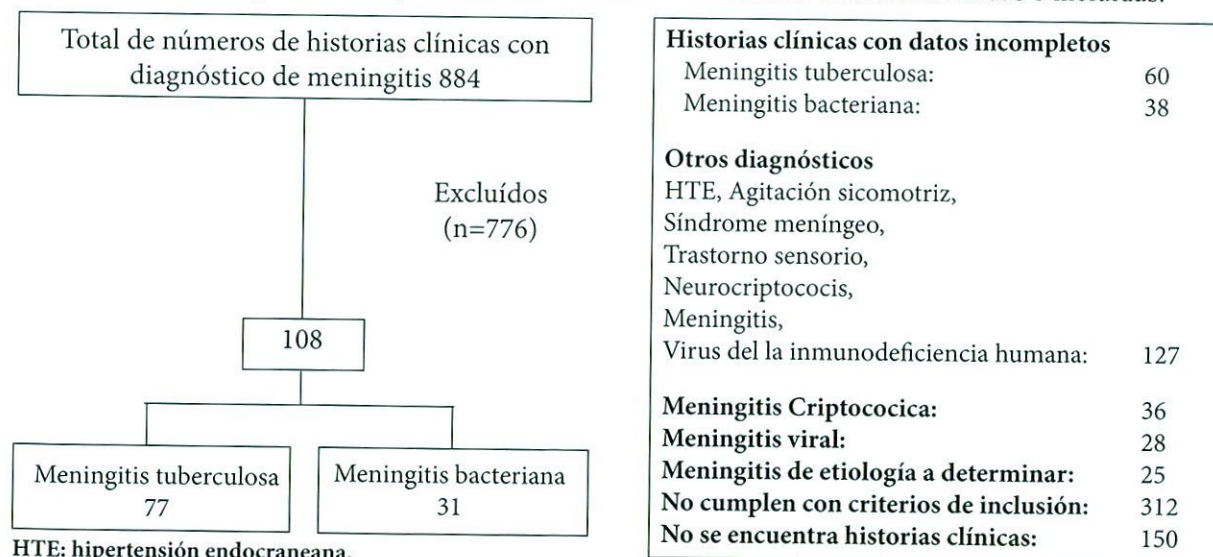 incluidas.
Total de números de historias clínicas con
diagnóstico de meningitis 884
Excluídos
(n=776)
108
Meningitis tuberculosa
77
Meningitis bacteriana
31
HTE: hipertensión endocraneana.
Historias clínicas con datos incompletos
Meningitis tuberculosa: 60
Meningitis bacteriana: 38
Otros diagnósticos
HTE, Agitación sicomotriz,
Síndrome meníngeo,
Trastorno sensorio,
Neurocriptococis,
Meningitis,
Virus del la inmunodeficiencia humana: 127
Meningitis Criptococica: 36
Meningitis viral: 28
Meningitis de etiología a determinar: 25
No cumplen con criterios de inclusión: 312
No se encuentra historias clínicas: 150